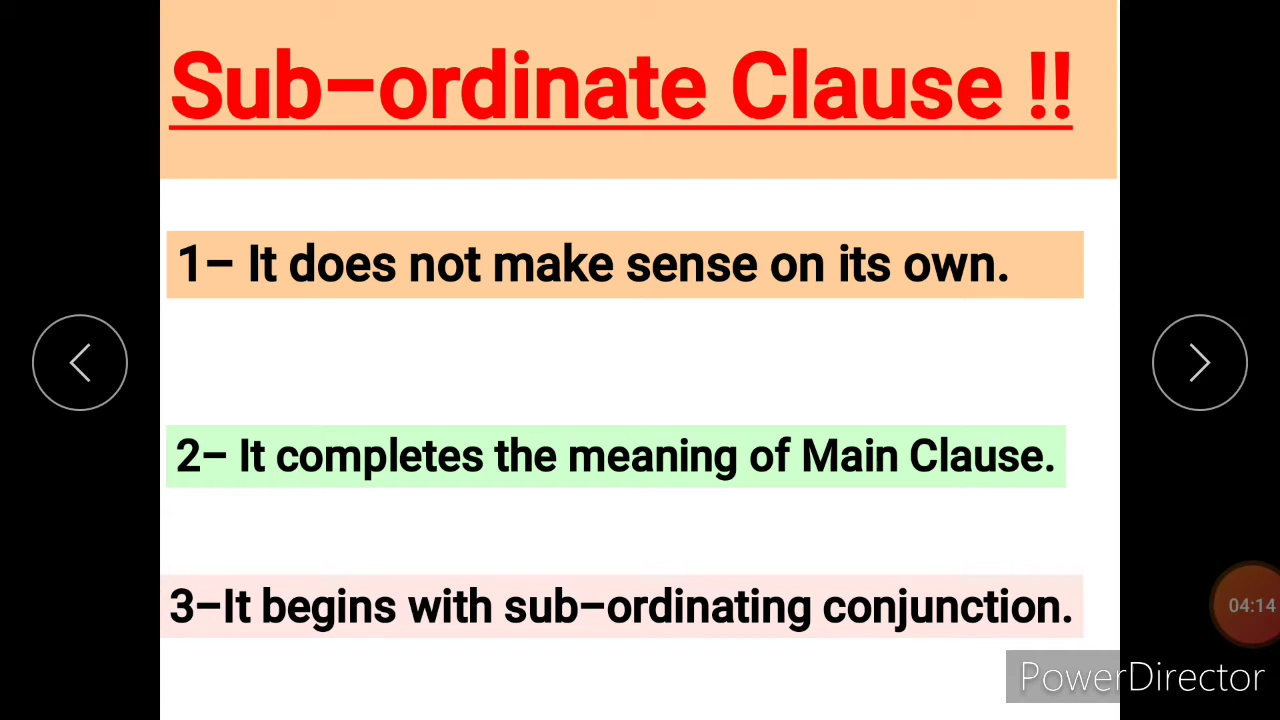 Sub–ordinate Clause !!
1– It does not make sense on its own.
2– It completes the meaning of Main Clause.
3–It begins with sub–ordinating conjunction.
04:14
PowerDirector